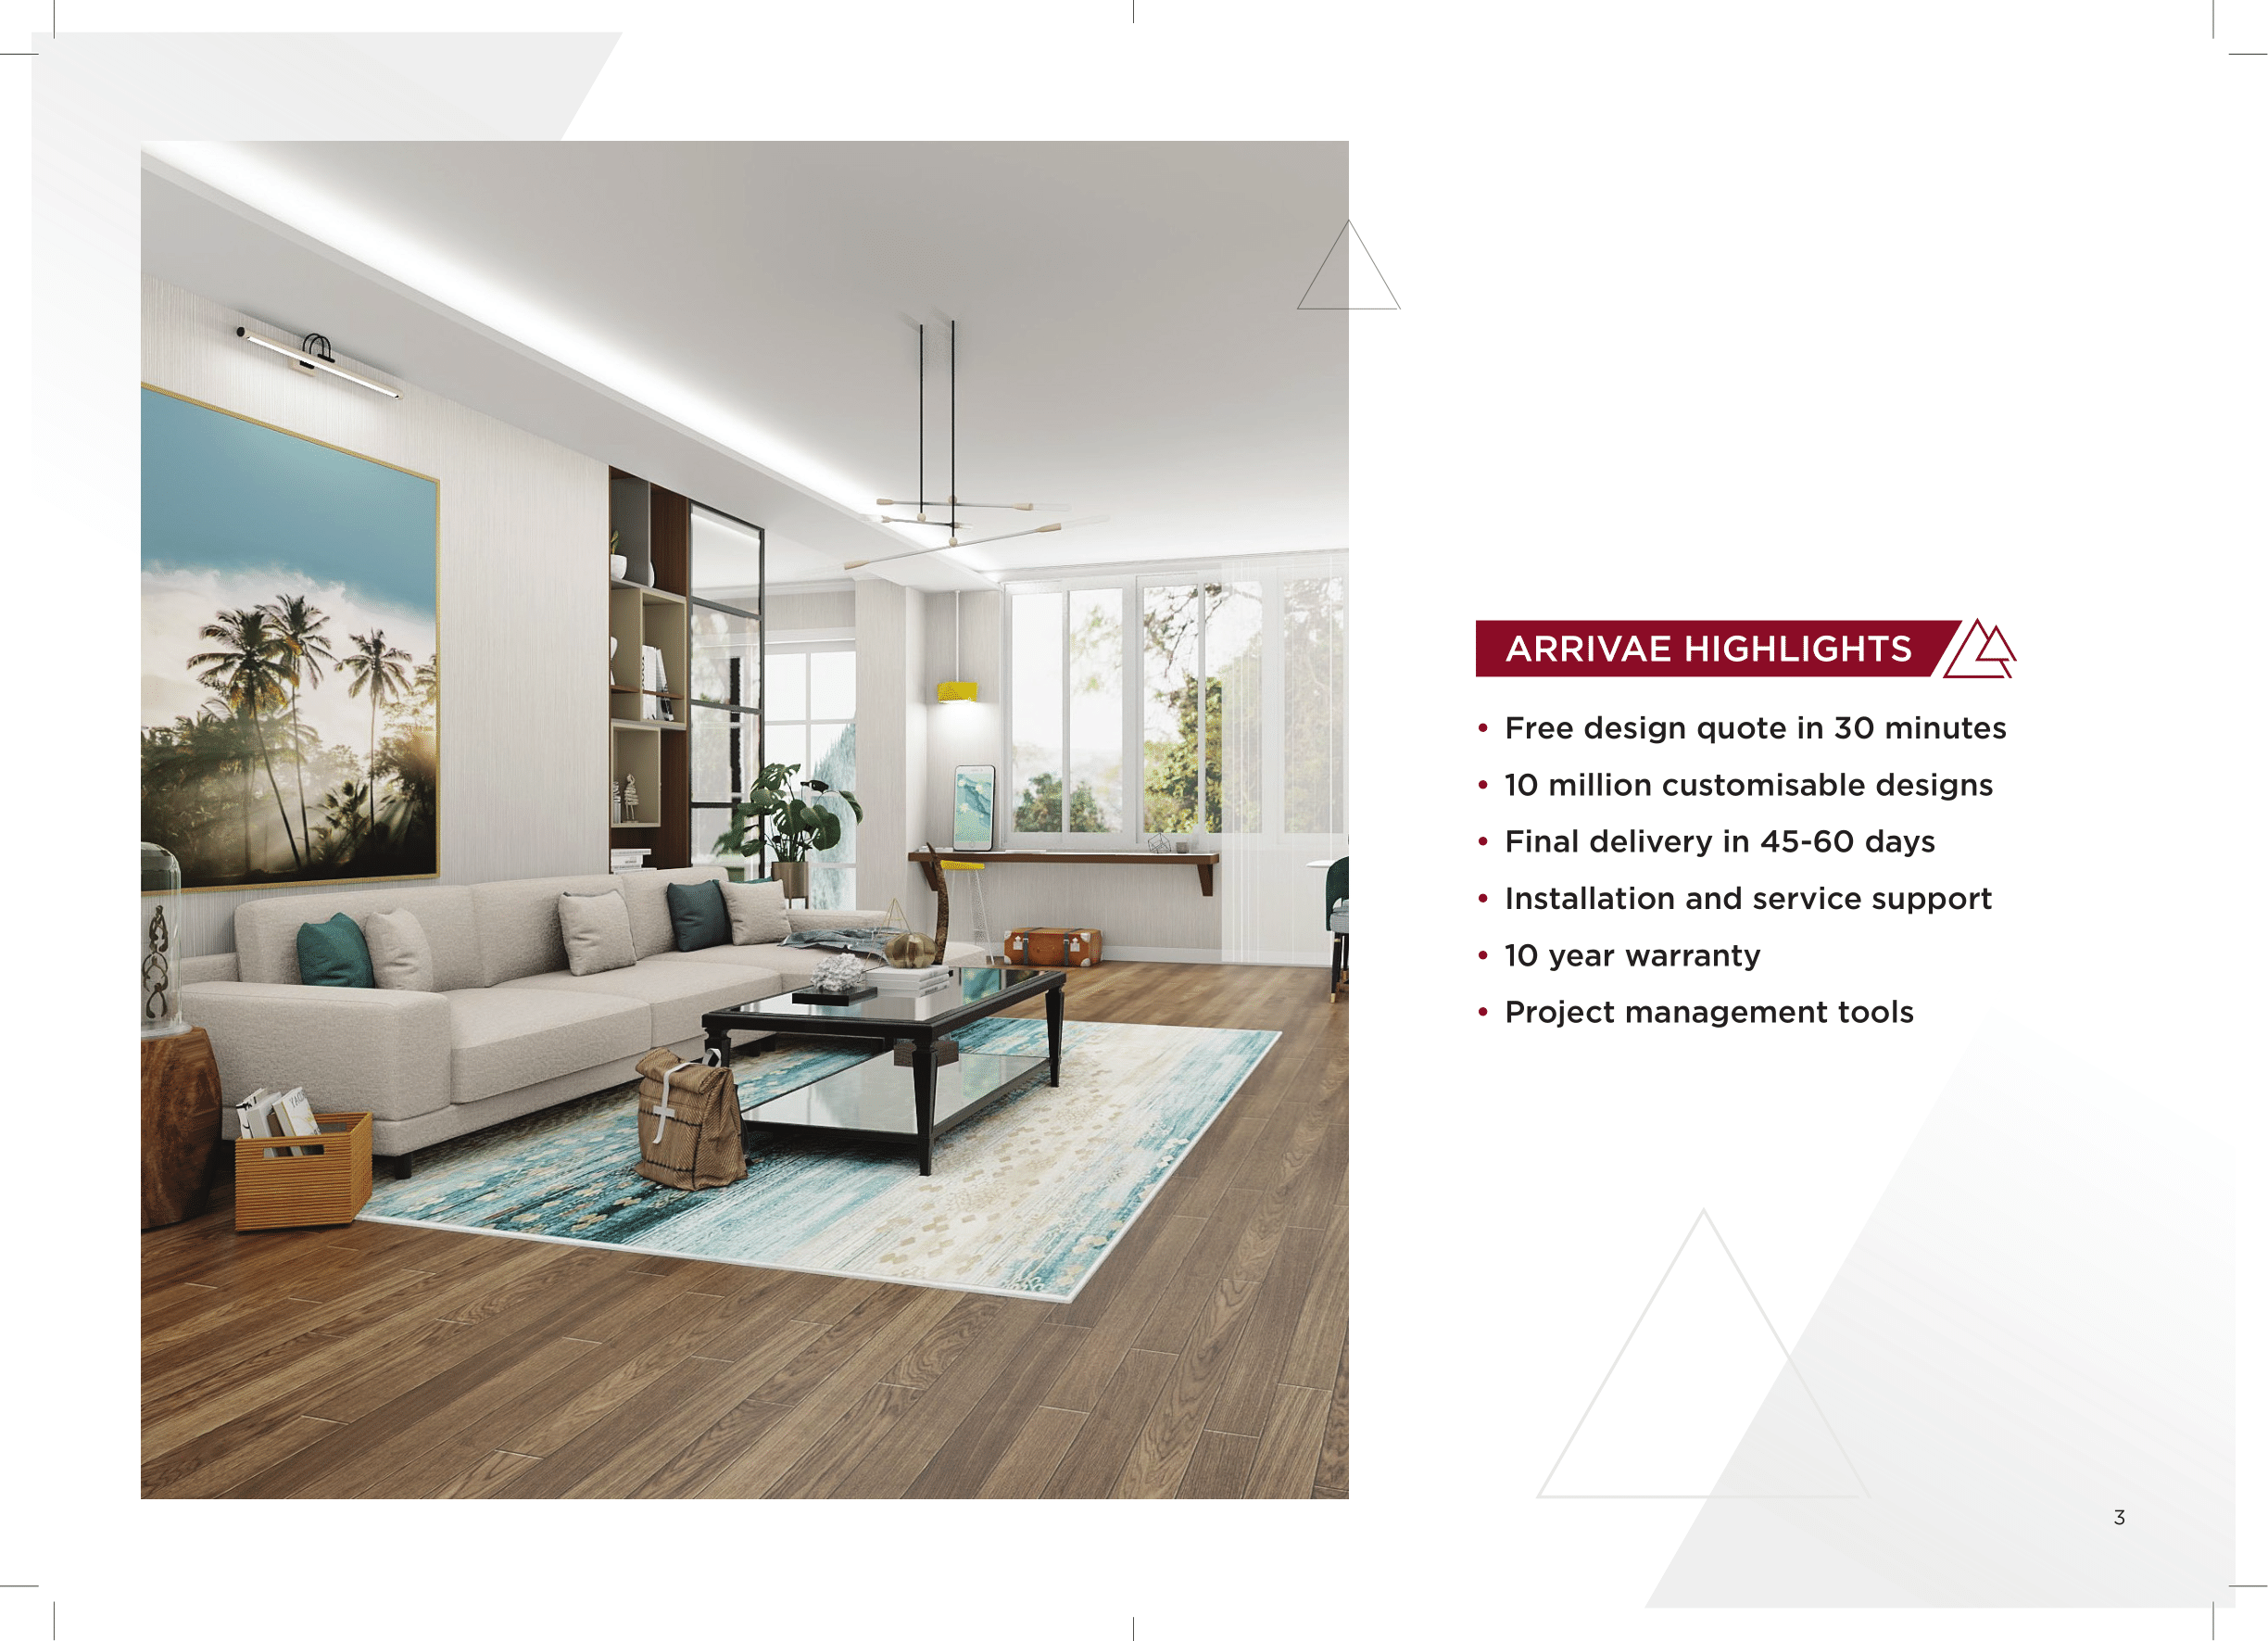 ARRIVAE HIGHLIGHTS
• Free design quote in 30 minutes
• 10 million customisable designs
• Final delivery in 45-60 days
• Installation and service support
• 10 year warranty
• Project management tools
3